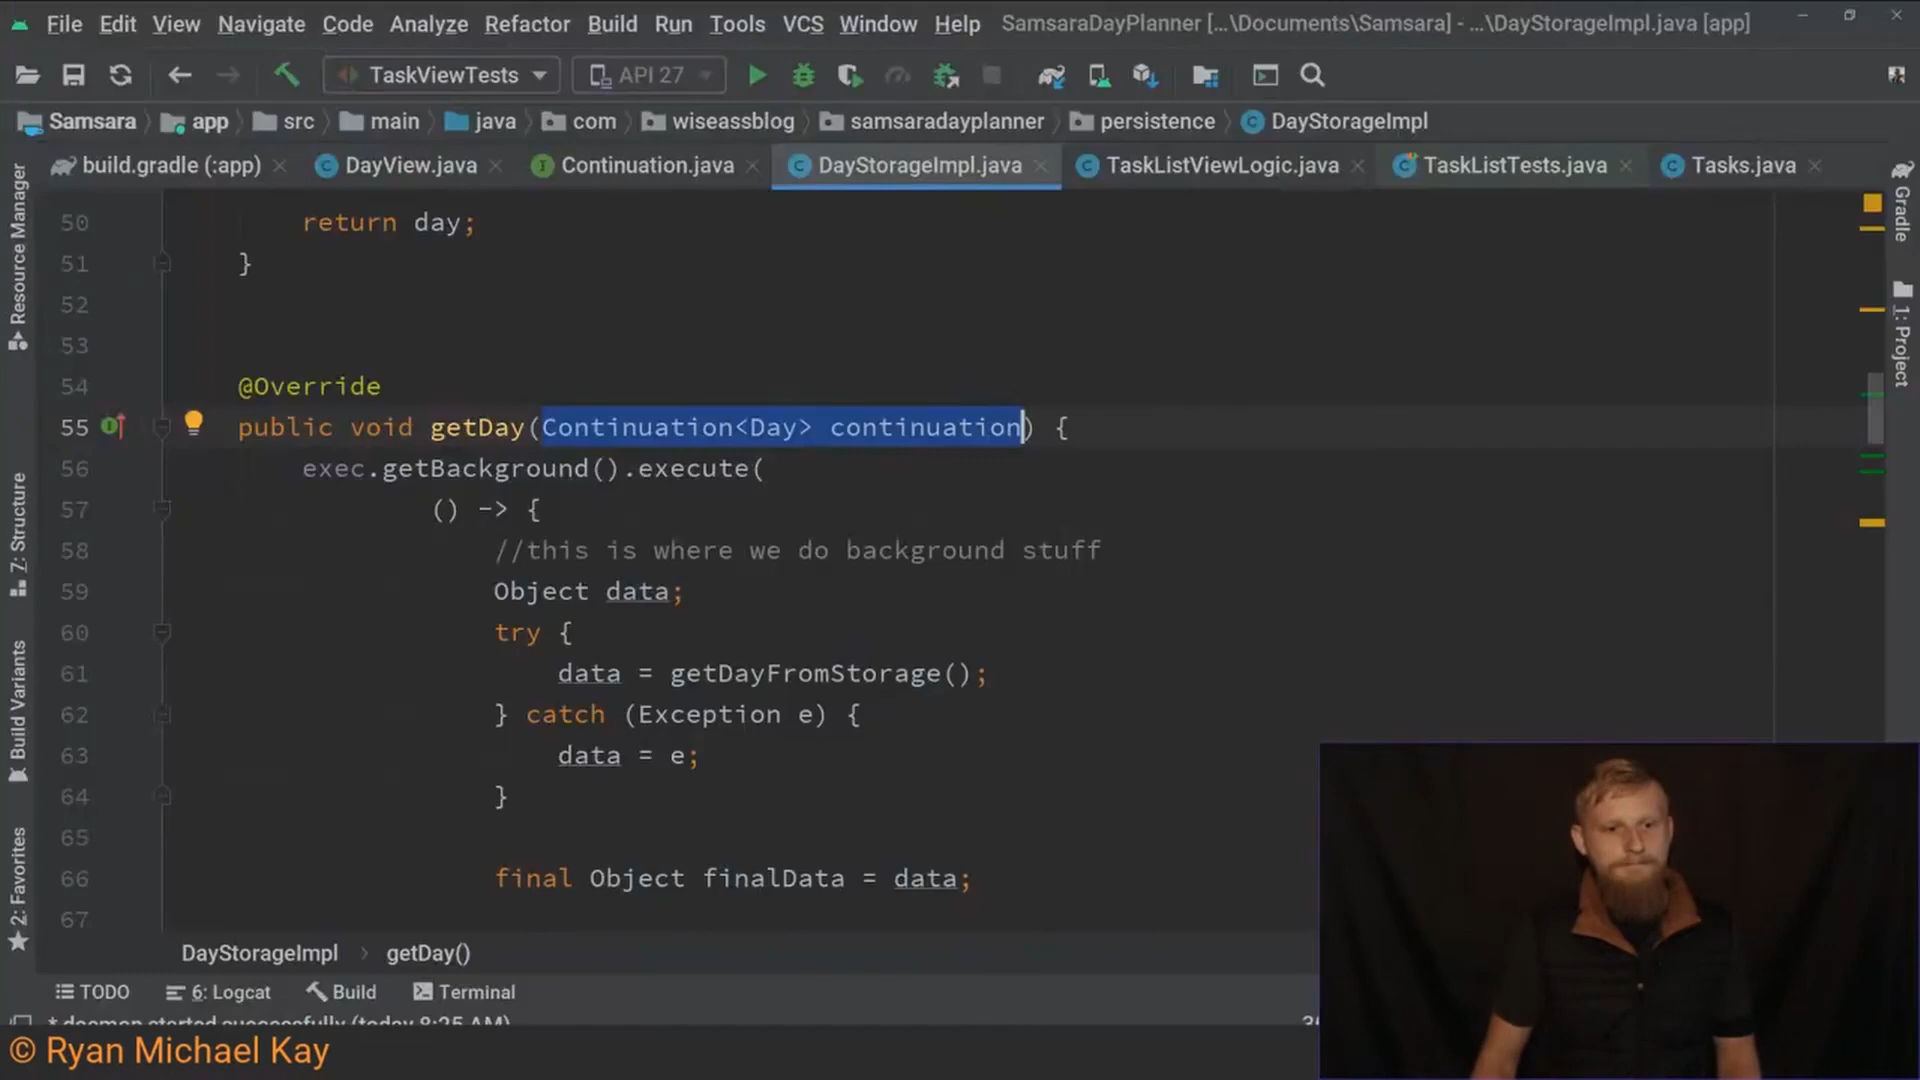 File Edit View Navigate Code Analyze Refactor Build Run Tools VCS Window Help SamsaraDayPlanner [...\Documents\Samsara] - ...\DayStorageImpl.java [app]
TaskViewTests API 27
Samsara app src main java com wiseassblog samsaradayplanner persistence DayStorageImpl
build.gradle (:app) DayView.java Continuation.java DayStorageImpl.java TaskListViewLogic.java TaskListTests.java Tasks.java
Resource Manager
7: Structure
Build Variants
2: Favorites
Gradle
1: Project
50 return day;
51 }
52
53
54 @Override
55 public void getDay(Continuation<Day> continuation) {
56 exec.getBackground().execute(
57 () -> {
58 //this is where we do background stuff
59 Object data;
60 try {
61 data = getDayFromStorage();
62 } catch (Exception e) {
63 data = e;
64 }
65
66 final Object finalData = data;
67
DayStorageImpl getDay()
TODO 6: Logcat Build Terminal
* daemon started successfully (today 8:25 AM)
© Ryan Michael Kay